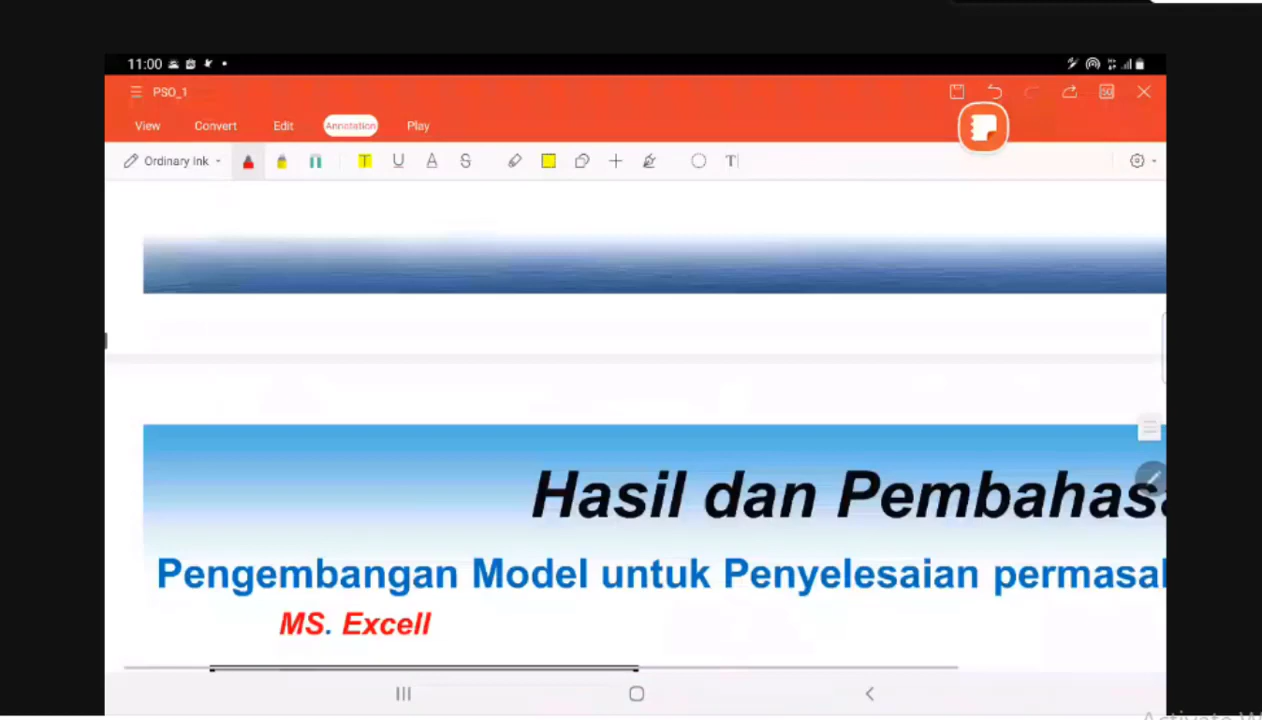 11:00
PSO_1
View Convert Edit Annotation Play
Ordinary Ink
Hasil dan Pembahasa
Pengembangan Model untuk Penyelesaian permasal
MS. Excell